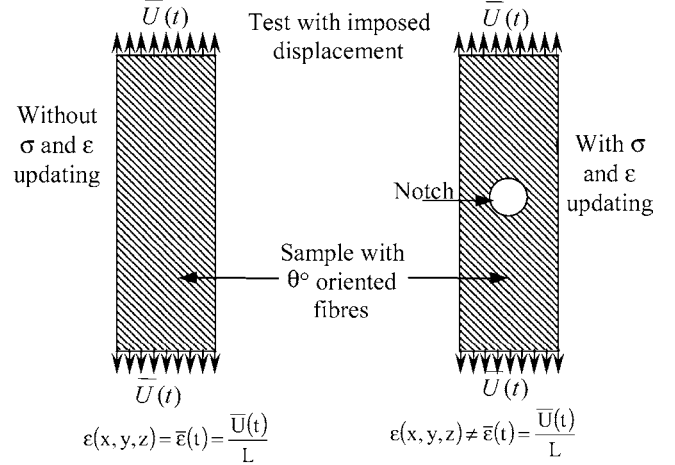 U̅(t)
Test with imposed
displacement
U̅(t)
Without
σ and ε
updating
With σ
and ε
updating
Notch
Sample with
θ° oriented
fibres
U̅(t)
U̅(t)
ε(x,y,z)=ε̅(t)=U̅(t)/L
ε(x,y,z)≠ε̅(t)=U̅(t)/L